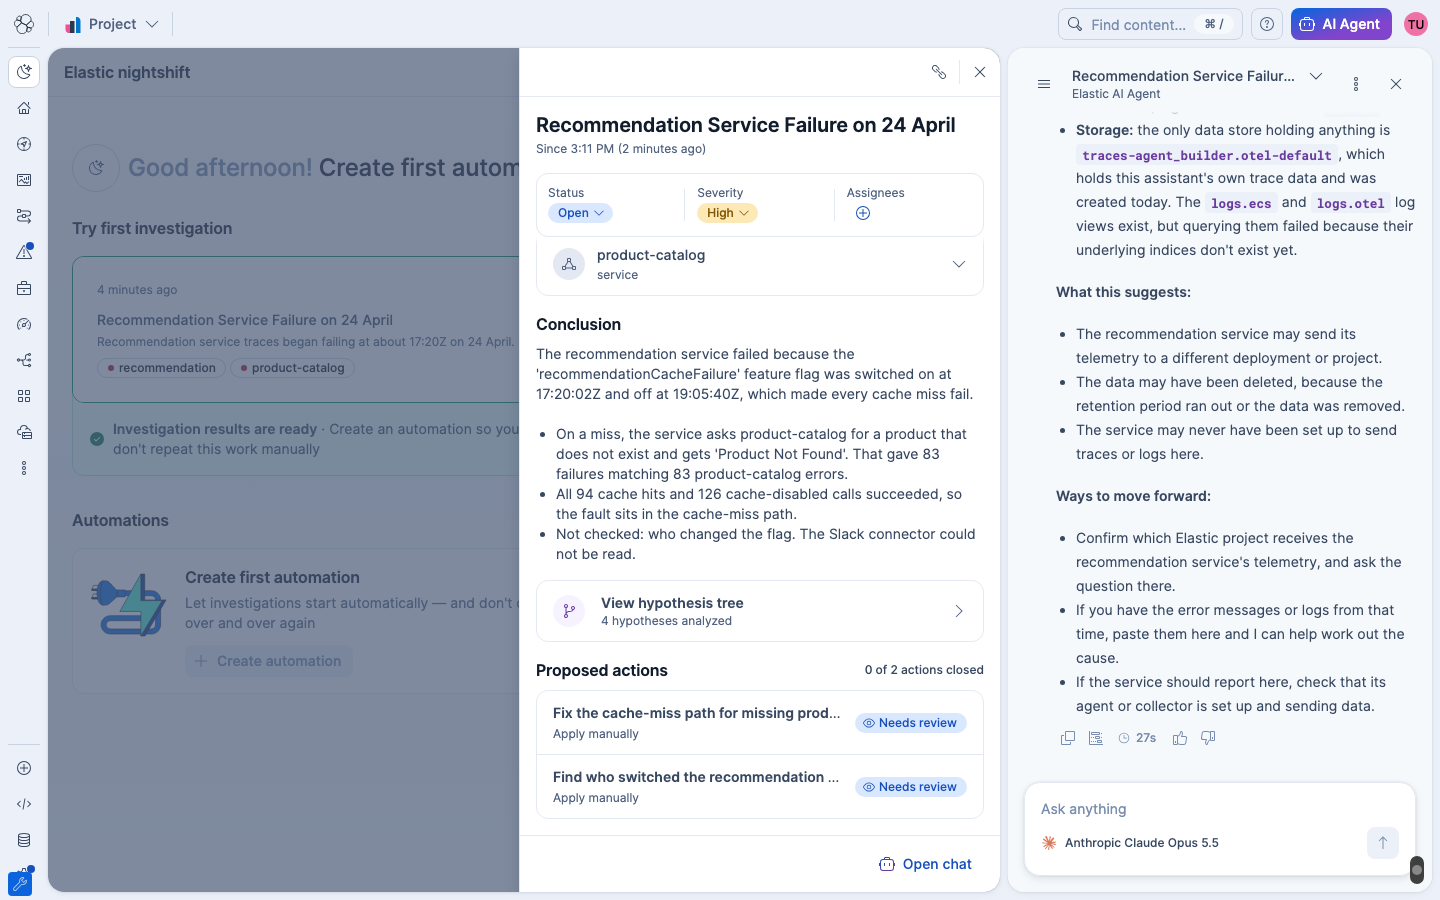 Project
Find content...
⌘ /
AI Agent
TU
Elastic nightshift
Good afternoon! Create first autom
Try first investigation
4 minutes ago
Recommendation Service Failure on 24 April
Recommendation service traces began failing at about 17:20Z on 24 April.
recommendation
product-catalog
Investigation results are ready · Create an automation so you
don't repeat this work manually
Automations
Create first automation
Let investigations start automatically — and don't
over and over again
Create automation
Recommendation Service Failure on 24 April
Since 3:11 PM (2 minutes ago)
Status
Open
Severity
High
Assignees
product-catalog
service
Conclusion
The recommendation service failed because the
'recommendationCacheFailure' feature flag was switched on at
17:20:02Z and off at 19:05:40Z, which made every cache miss fail.
On a miss, the service asks product-catalog for a product that
does not exist and gets 'Product Not Found'. That gave 83
failures matching 83 product-catalog errors.
All 94 cache hits and 126 cache-disabled calls succeeded, so
the fault sits in the cache-miss path.
Not checked: who changed the flag. The Slack connector could
not be read.
View hypothesis tree
4 hypotheses analyzed
Proposed actions
0 of 2 actions closed
Fix the cache-miss path for missing prod...
Apply manually
Needs review
Find who switched the recommendation ...
Apply manually
Needs review
Open chat
Recommendation Service Failur...
Elastic AI Agent
Storage: the only data store holding anything is
traces-agent_builder.otel-default, which
holds this assistant's own trace data and was
created today. The logs.ecs and logs.otel log
views exist, but querying them failed because their
underlying indices don't exist yet.
What this suggests:
The recommendation service may send its
telemetry to a different deployment or project.
The data may have been deleted, because the
retention period ran out or the data was removed.
The service may never have been set up to send
traces or logs here.
Ways to move forward:
Confirm which Elastic project receives the
recommendation service's telemetry, and ask the
question there.
If you have the error messages or logs from that
time, paste them here and I can help work out the
cause.
If the service should report here, check that its
agent or collector is set up and sending data.
27s
Ask anything
Anthropic Claude Opus 5.5